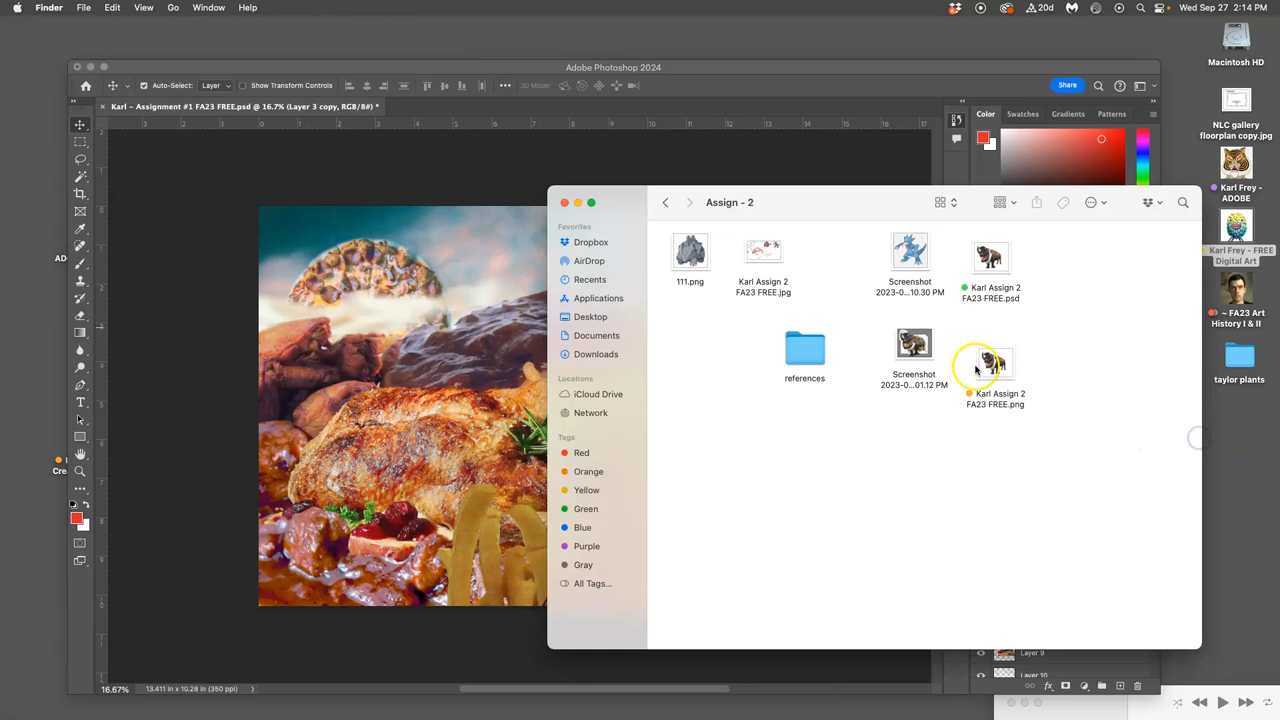 Finder File Edit View Go Window Help 20d Wed Sep 27 2:14 PM
Adobe Photoshop 2024
Auto-Select: Layer Show Transform Controls 3D Mode: Share
Karl – Assignment #1 FA23 FREE.psd @ 16.7% (Layer 3 copy, RGB/8#) *
Color Swatches Gradients Patterns
Macintosh HD
NLC gallery
floorplan copy.jpg
Karl Frey -
ADOBE
Karl Frey - FREE
Digital Art
~ FA23 Art
History I & II
taylor plants
Assign - 2
Favorites
Dropbox
AirDrop
Recents
Applications
Desktop
Documents
Downloads
Locations
iCloud Drive
Network
Tags
Red
Orange
Yellow
Green
Blue
Purple
Gray
All Tags...
111.png
Karl Assign 2
FA23 FREE.jpg
Screenshot
2023-0...10.30 PM
Karl Assign 2
FA23 FREE.psd
references
Screenshot
2023-0...01.12 PM
Karl Assign 2
FA23 FREE.png
AD
Cre
Layer 9
Layer 10
16.67% 13.411 in x 10.28 in (350 ppi)